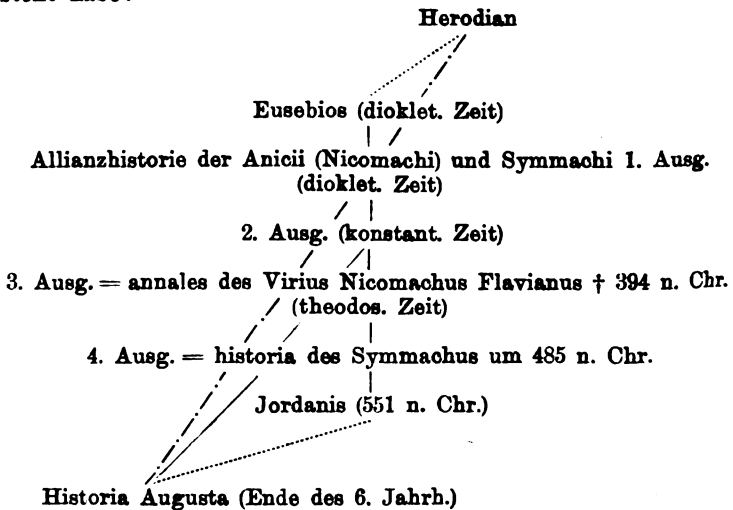 Herodian
Eusebios (dioklet. Zeit)
Allianzhistorie der Anicii (Nicomachi) und Symmachi 1. Ausg.
(dioklet. Zeit)
2. Ausg. (konstant. Zeit)
3. Ausg. = annales des Virius Nicomachus Flavianus † 394 n. Chr.
(theodos. Zeit)
4. Ausg. = historia des Symmachus um 485 n. Chr.
Jordanis (551 n. Chr.)
Historia Augusta (Ende des 6. Jahrh.)